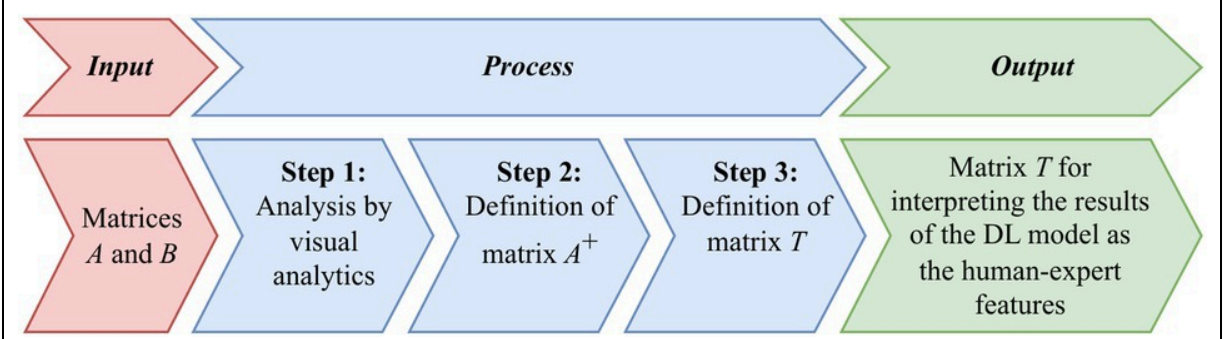 Input
Process
Output
Matrices
A and B
Step 1:
Analysis by
visual
analytics
Step 2:
Definition of
matrix A⁺
Step 3:
Definition of
matrix T
Matrix T for
interpreting the results
of the DL model as
the human-expert
features